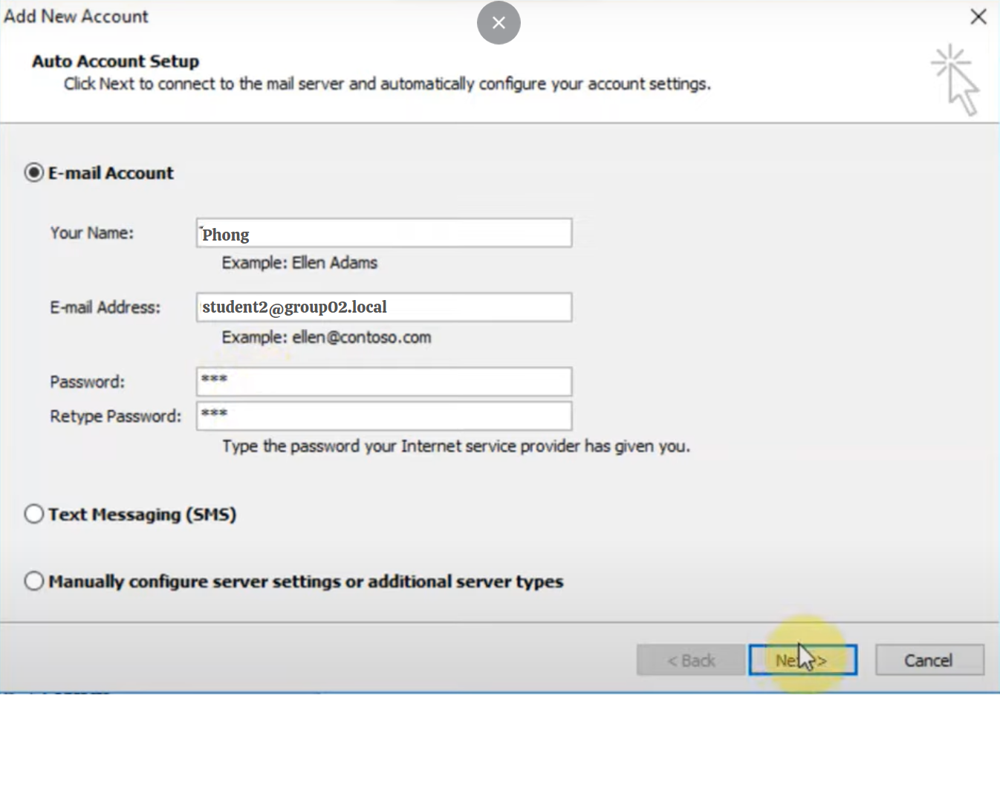 Add New Account
Auto Account Setup
Click Next to connect to the mail server and automatically configure your account settings.
E-mail Account
Your Name: Phong
Example: Ellen Adams
E-mail Address: student2@group02.local
Example: ellen@contoso.com
Password: ***
Retype Password: ***
Type the password your Internet service provider has given you.
Text Messaging (SMS)
Manually configure server settings or additional server types
< Back Next > Cancel